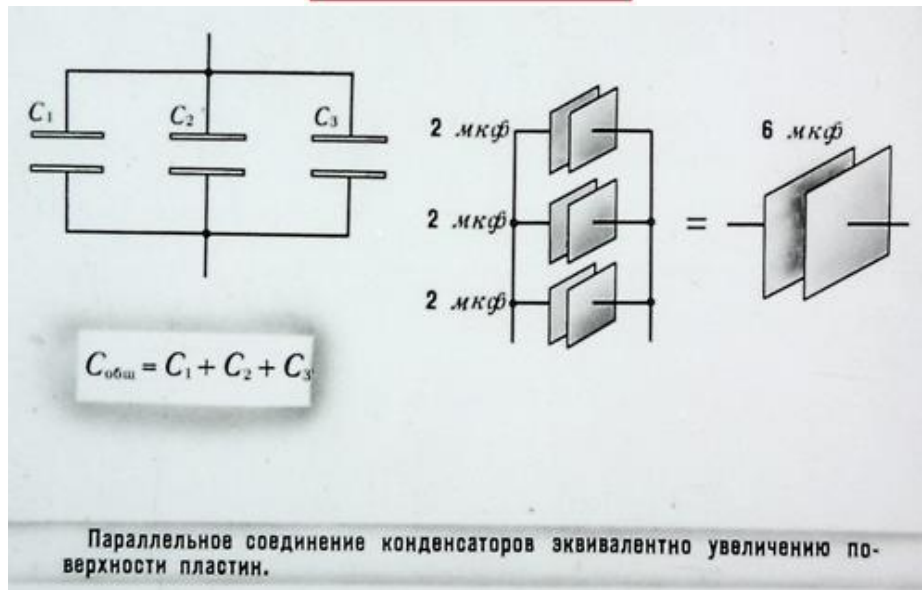 C₁ C₂ C₃
2 мкф
2 мкф
2 мкф
= 6 мкф
Cобщ = C₁ + C₂ + C₃
Параллельное соединение конденсаторов эквивалентно увеличению по-
верхности пластин.